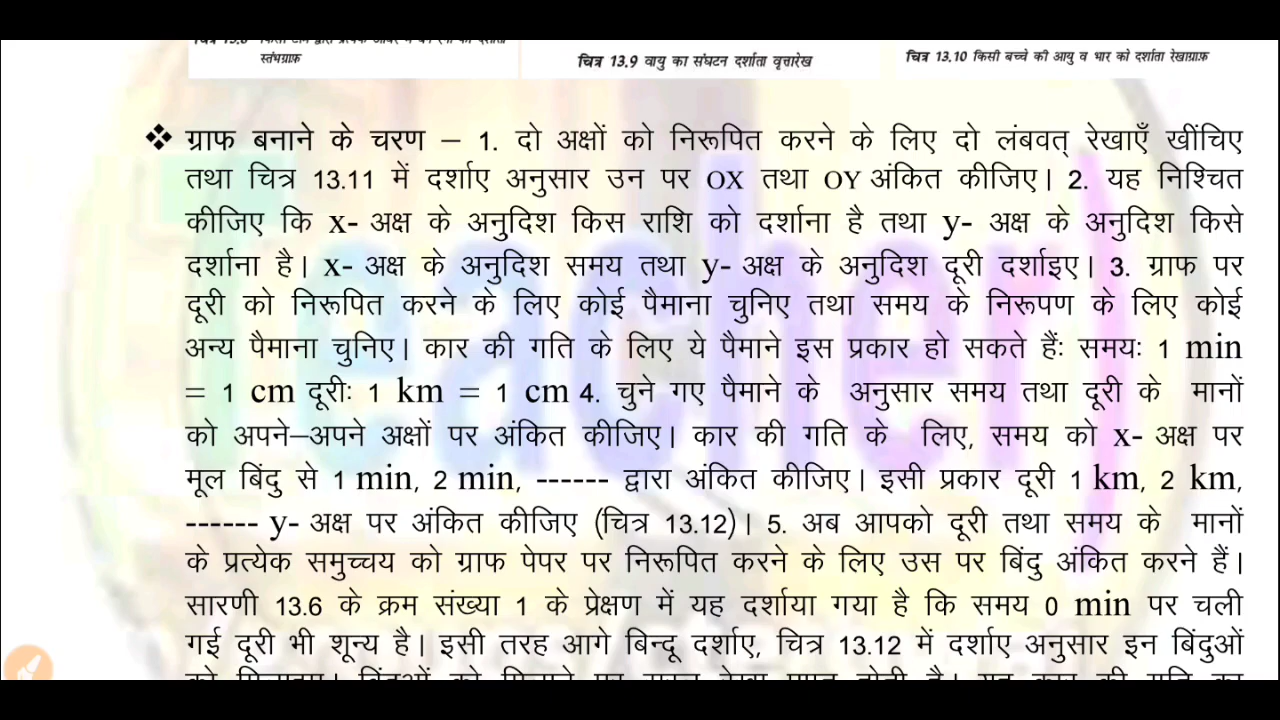 स्तंभग्राफ़
चित्र 13.9 वायु का संघटन दर्शाता वृत्तारेख
चित्र 13.10 किसी बच्चे की आयु व भार को दर्शाता रेखाग्राफ़
❖ ग्राफ बनाने के चरण – 1. दो अक्षों को निरूपित करने के लिए दो लंबवत् रेखाएँ खींचिए
तथा चित्र 13.11 में दर्शाए अनुसार उन पर OX तथा OY अंकित कीजिए। 2. यह निश्चित
कीजिए कि x- अक्ष के अनुदिश किस राशि को दर्शाना है तथा y- अक्ष के अनुदिश किसे
दर्शाना है। x- अक्ष के अनुदिश समय तथा y- अक्ष के अनुदिश दूरी दर्शाइए। 3. ग्राफ पर
दूरी को निरूपित करने के लिए कोई पैमाना चुनिए तथा समय के निरूपण के लिए कोई
अन्य पैमाना चुनिए। कार की गति के लिए ये पैमाने इस प्रकार हो सकते हैंः समयः 1 min
= 1 cm दूरीः 1 km = 1 cm 4. चुने गए पैमाने के अनुसार समय तथा दूरी के मानों
को अपने–अपने अक्षों पर अंकित कीजिए। कार की गति के लिए, समय को x- अक्ष पर
मूल बिंदु से 1 min, 2 min, ------ द्वारा अंकित कीजिए। इसी प्रकार दूरी 1 km, 2 km,
------ y- अक्ष पर अंकित कीजिए (चित्र 13.12)। 5. अब आपको दूरी तथा समय के मानों
के प्रत्येक समुच्चय को ग्राफ पेपर पर निरूपित करने के लिए उस पर बिंदु अंकित करने हैं।
सारणी 13.6 के क्रम संख्या 1 के प्रेक्षण में यह दर्शाया गया है कि समय 0 min पर चली
गई दूरी भी शून्य है। इसी तरह आगे बिन्दू दर्शाए, चित्र 13.12 में दर्शाए अनुसार इन बिंदुओं